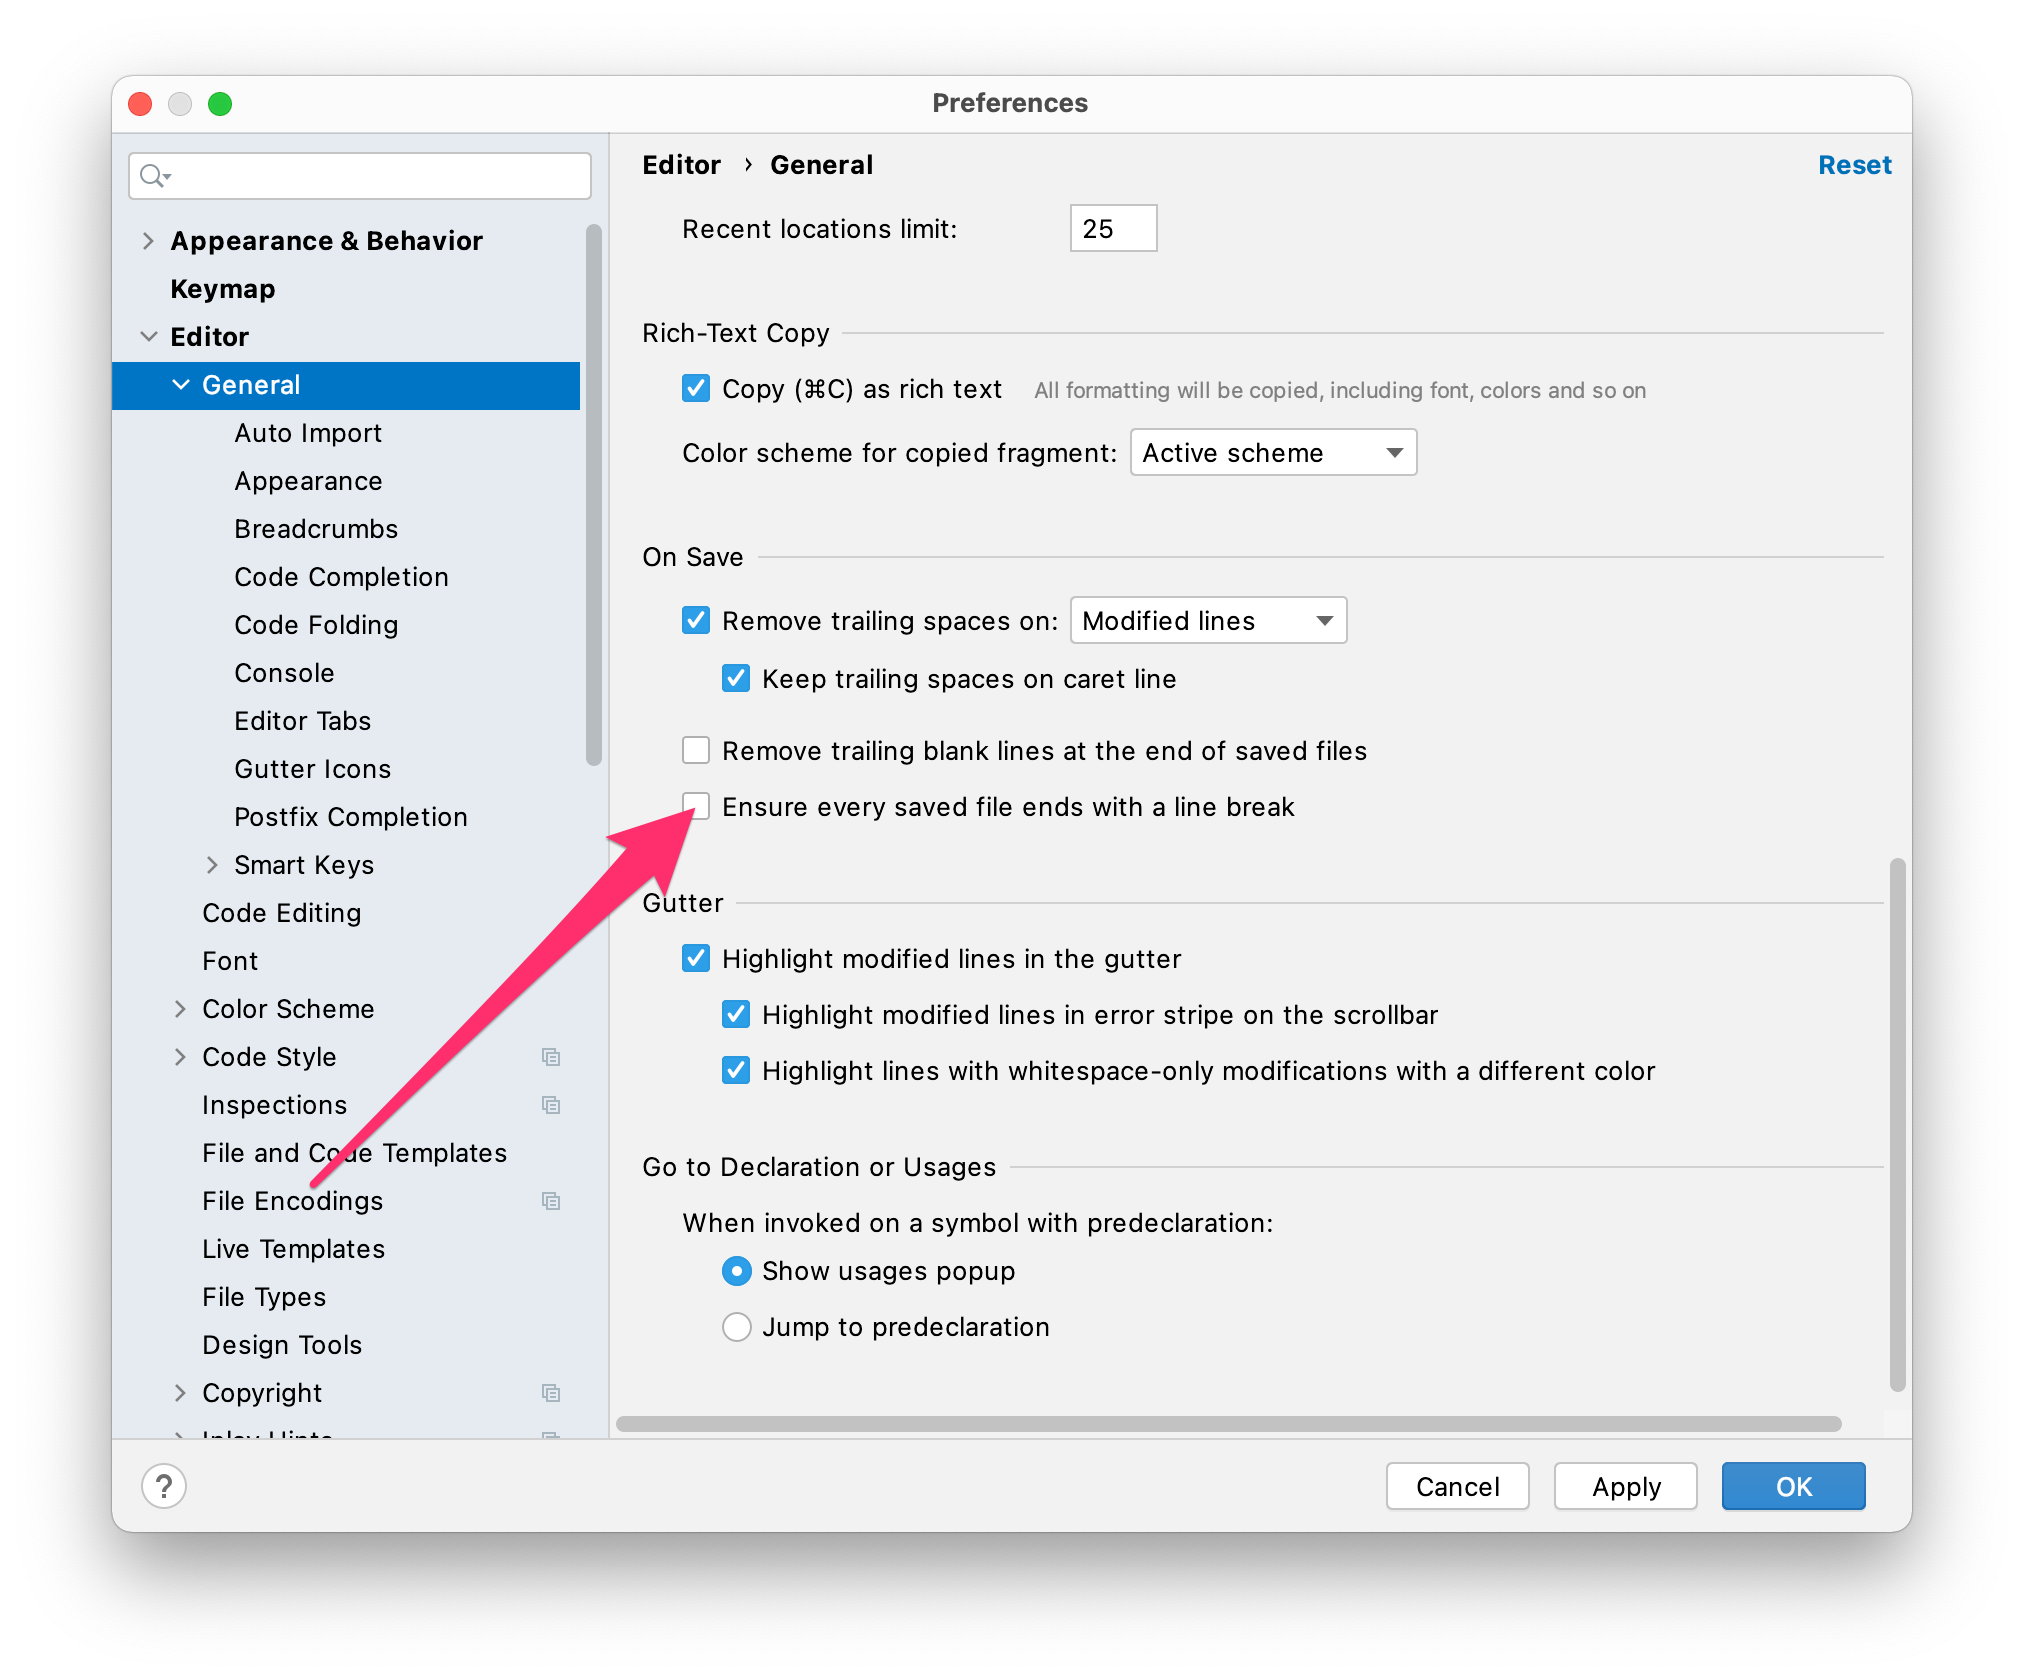 Preferences
Appearance & Behavior
Keymap
Editor
General
Auto Import
Appearance
Breadcrumbs
Code Completion
Code Folding
Console
Editor Tabs
Gutter Icons
Postfix Completion
Smart Keys
Code Editing
Font
Color Scheme
Code Style
Inspections
File and Code Templates
File Encodings
Live Templates
File Types
Design Tools
Copyright
Inlay Hints
Editor › General
Reset
Recent locations limit: 25
Rich-Text Copy
Copy (⌘C) as rich text All formatting will be copied, including font, colors and so on
Color scheme for copied fragment: Active scheme
On Save
Remove trailing spaces on: Modified lines
Keep trailing spaces on caret line
Remove trailing blank lines at the end of saved files
Ensure every saved file ends with a line break
Gutter
Highlight modified lines in the gutter
Highlight modified lines in error stripe on the scrollbar
Highlight lines with whitespace-only modifications with a different color
Go to Declaration or Usages
When invoked on a symbol with predeclaration:
Show usages popup
Jump to predeclaration
?
Cancel
Apply
OK